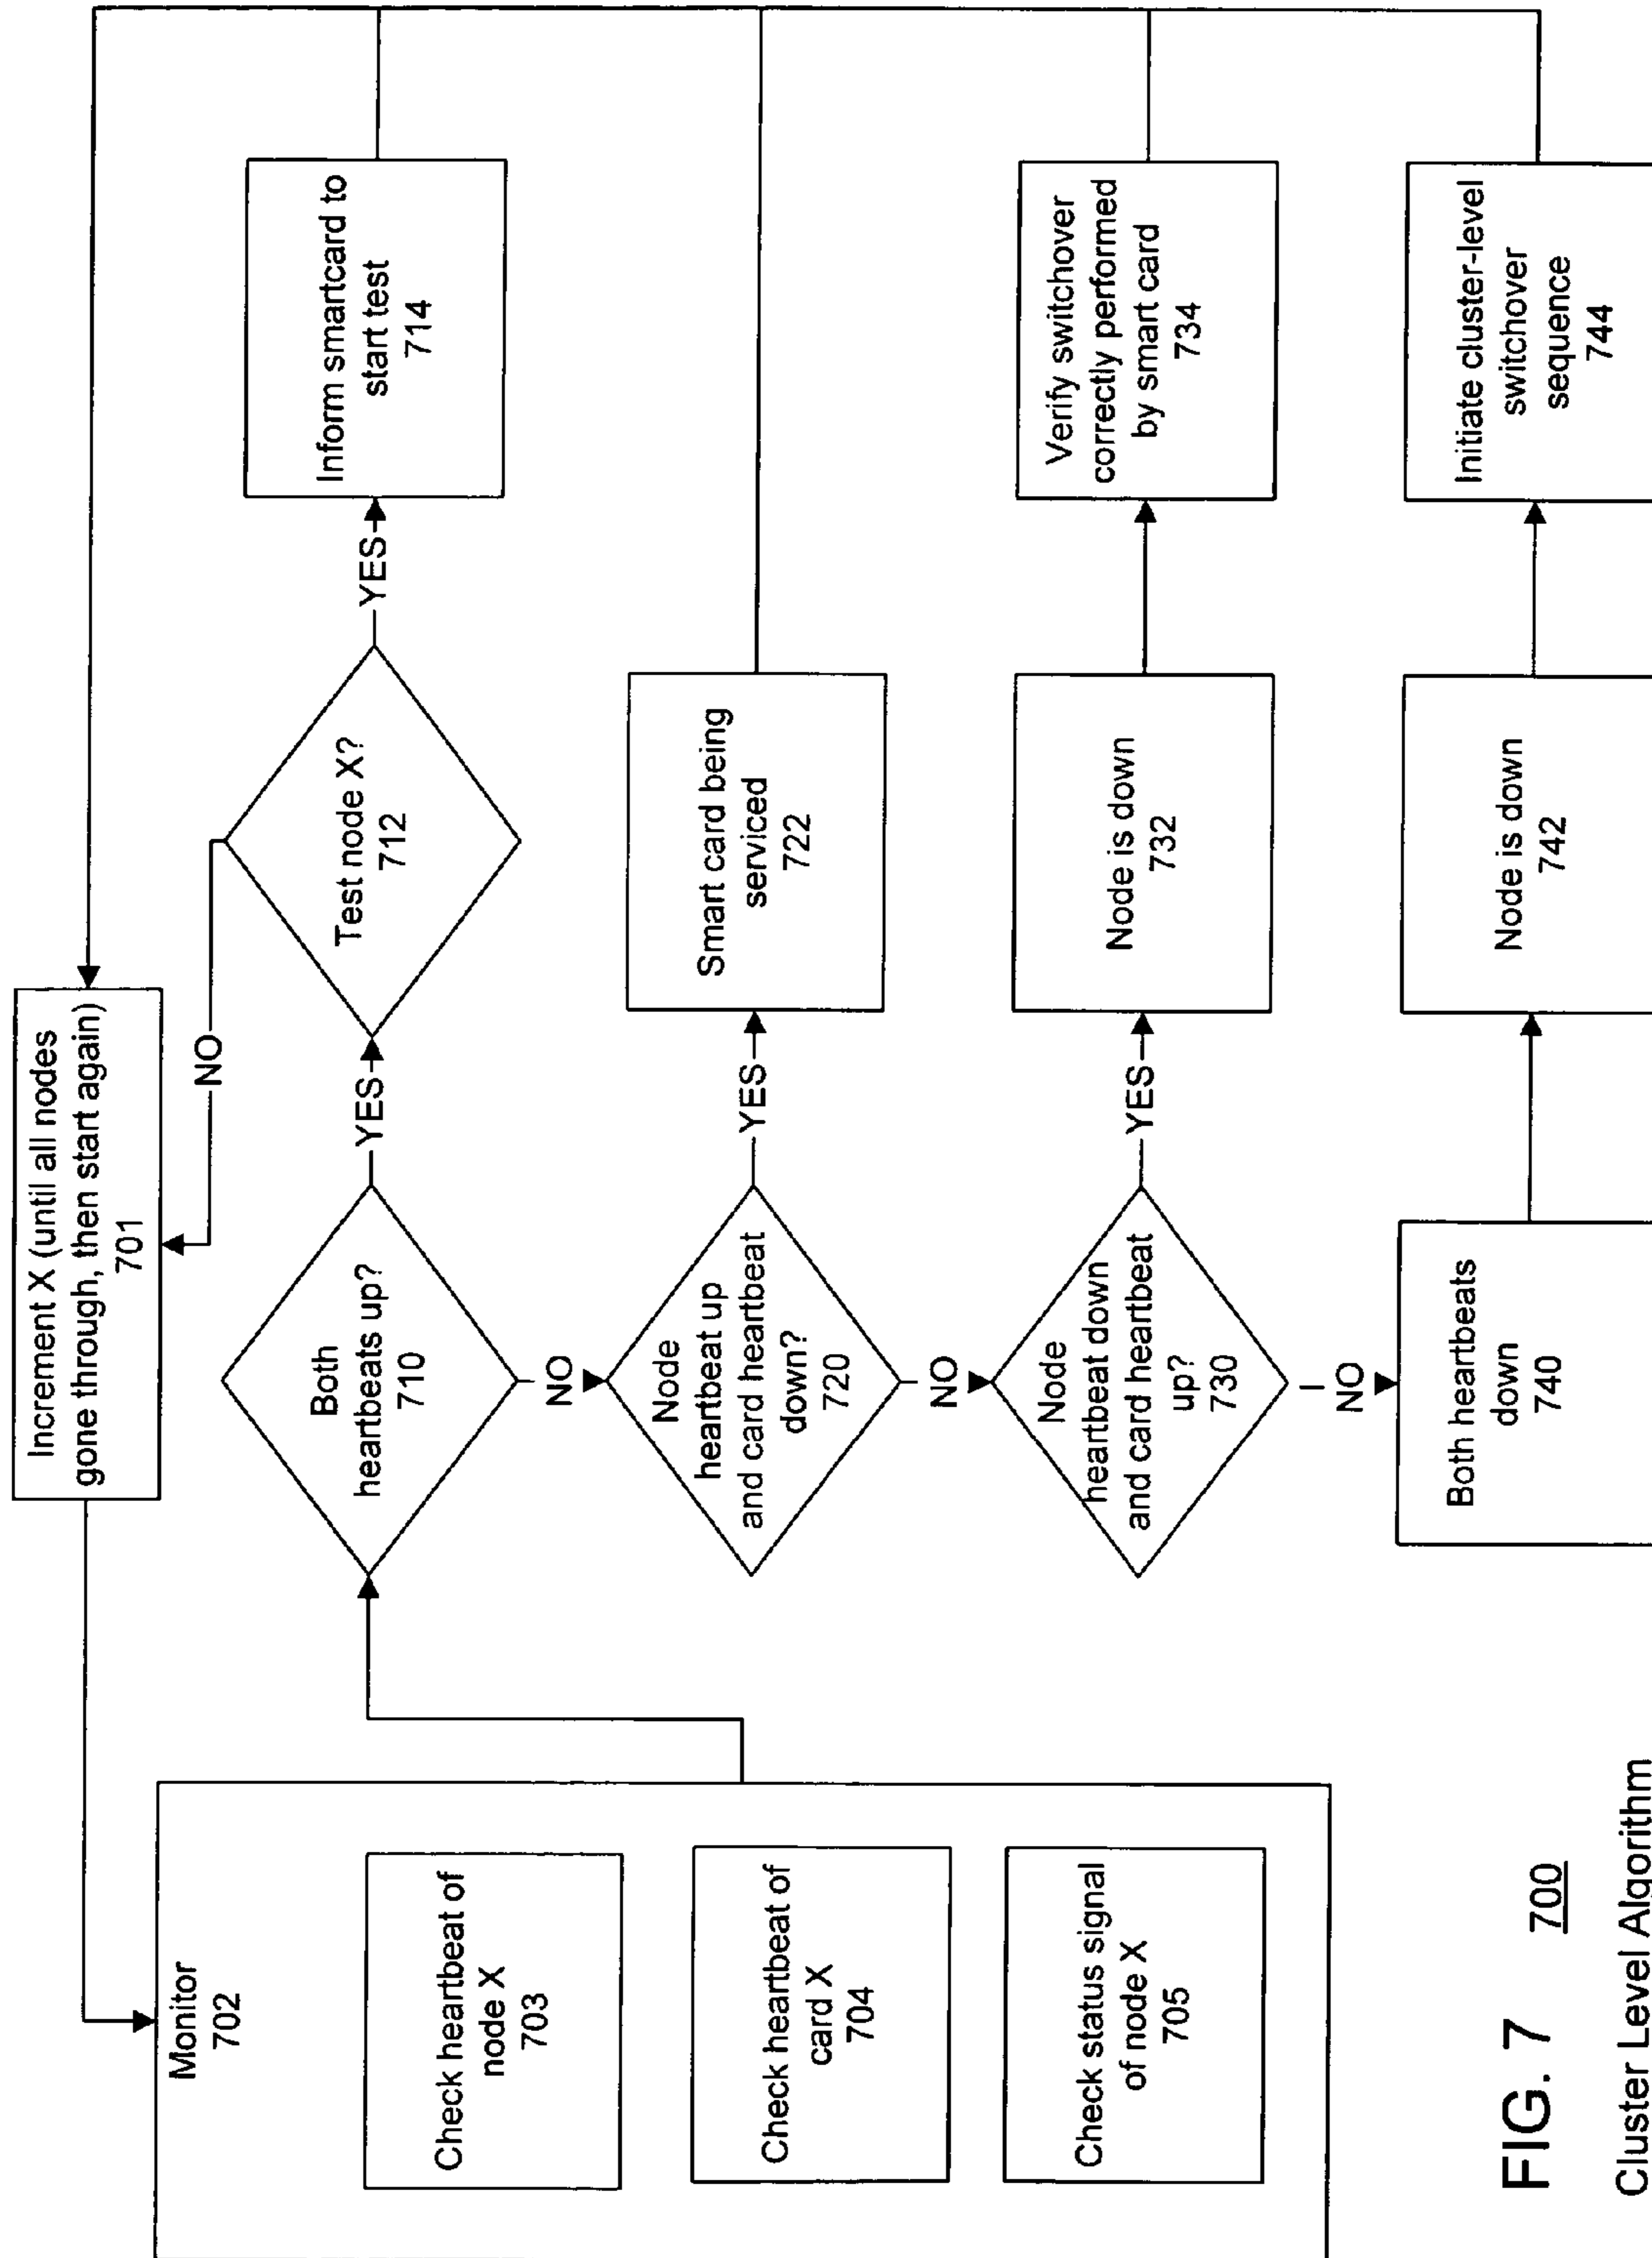 Increment X (until all nodes
gone through, then start again)
701
Monitor
702
Check heartbeat of
node X
703
Check heartbeat of
card X
704
Check status signal
of node X
705
Both
heartbeats up?
710
YES
Test node X?
712
NO
YES
Inform smartcard to
start test
714
NO
Node
heartbeat up
and card heartbeat
down?
720
YES
Smart card being
serviced
722
NO
Node
heartbeat down
and card heartbeat
up?
730
YES
Node is down
732
Verify switchover
correctly performed
by smart card
734
NO
Both heartbeats
down
740
Node is down
742
Initiate cluster-level
switchover
sequence
744
FIG. 7 700
Cluster Level Algorithm